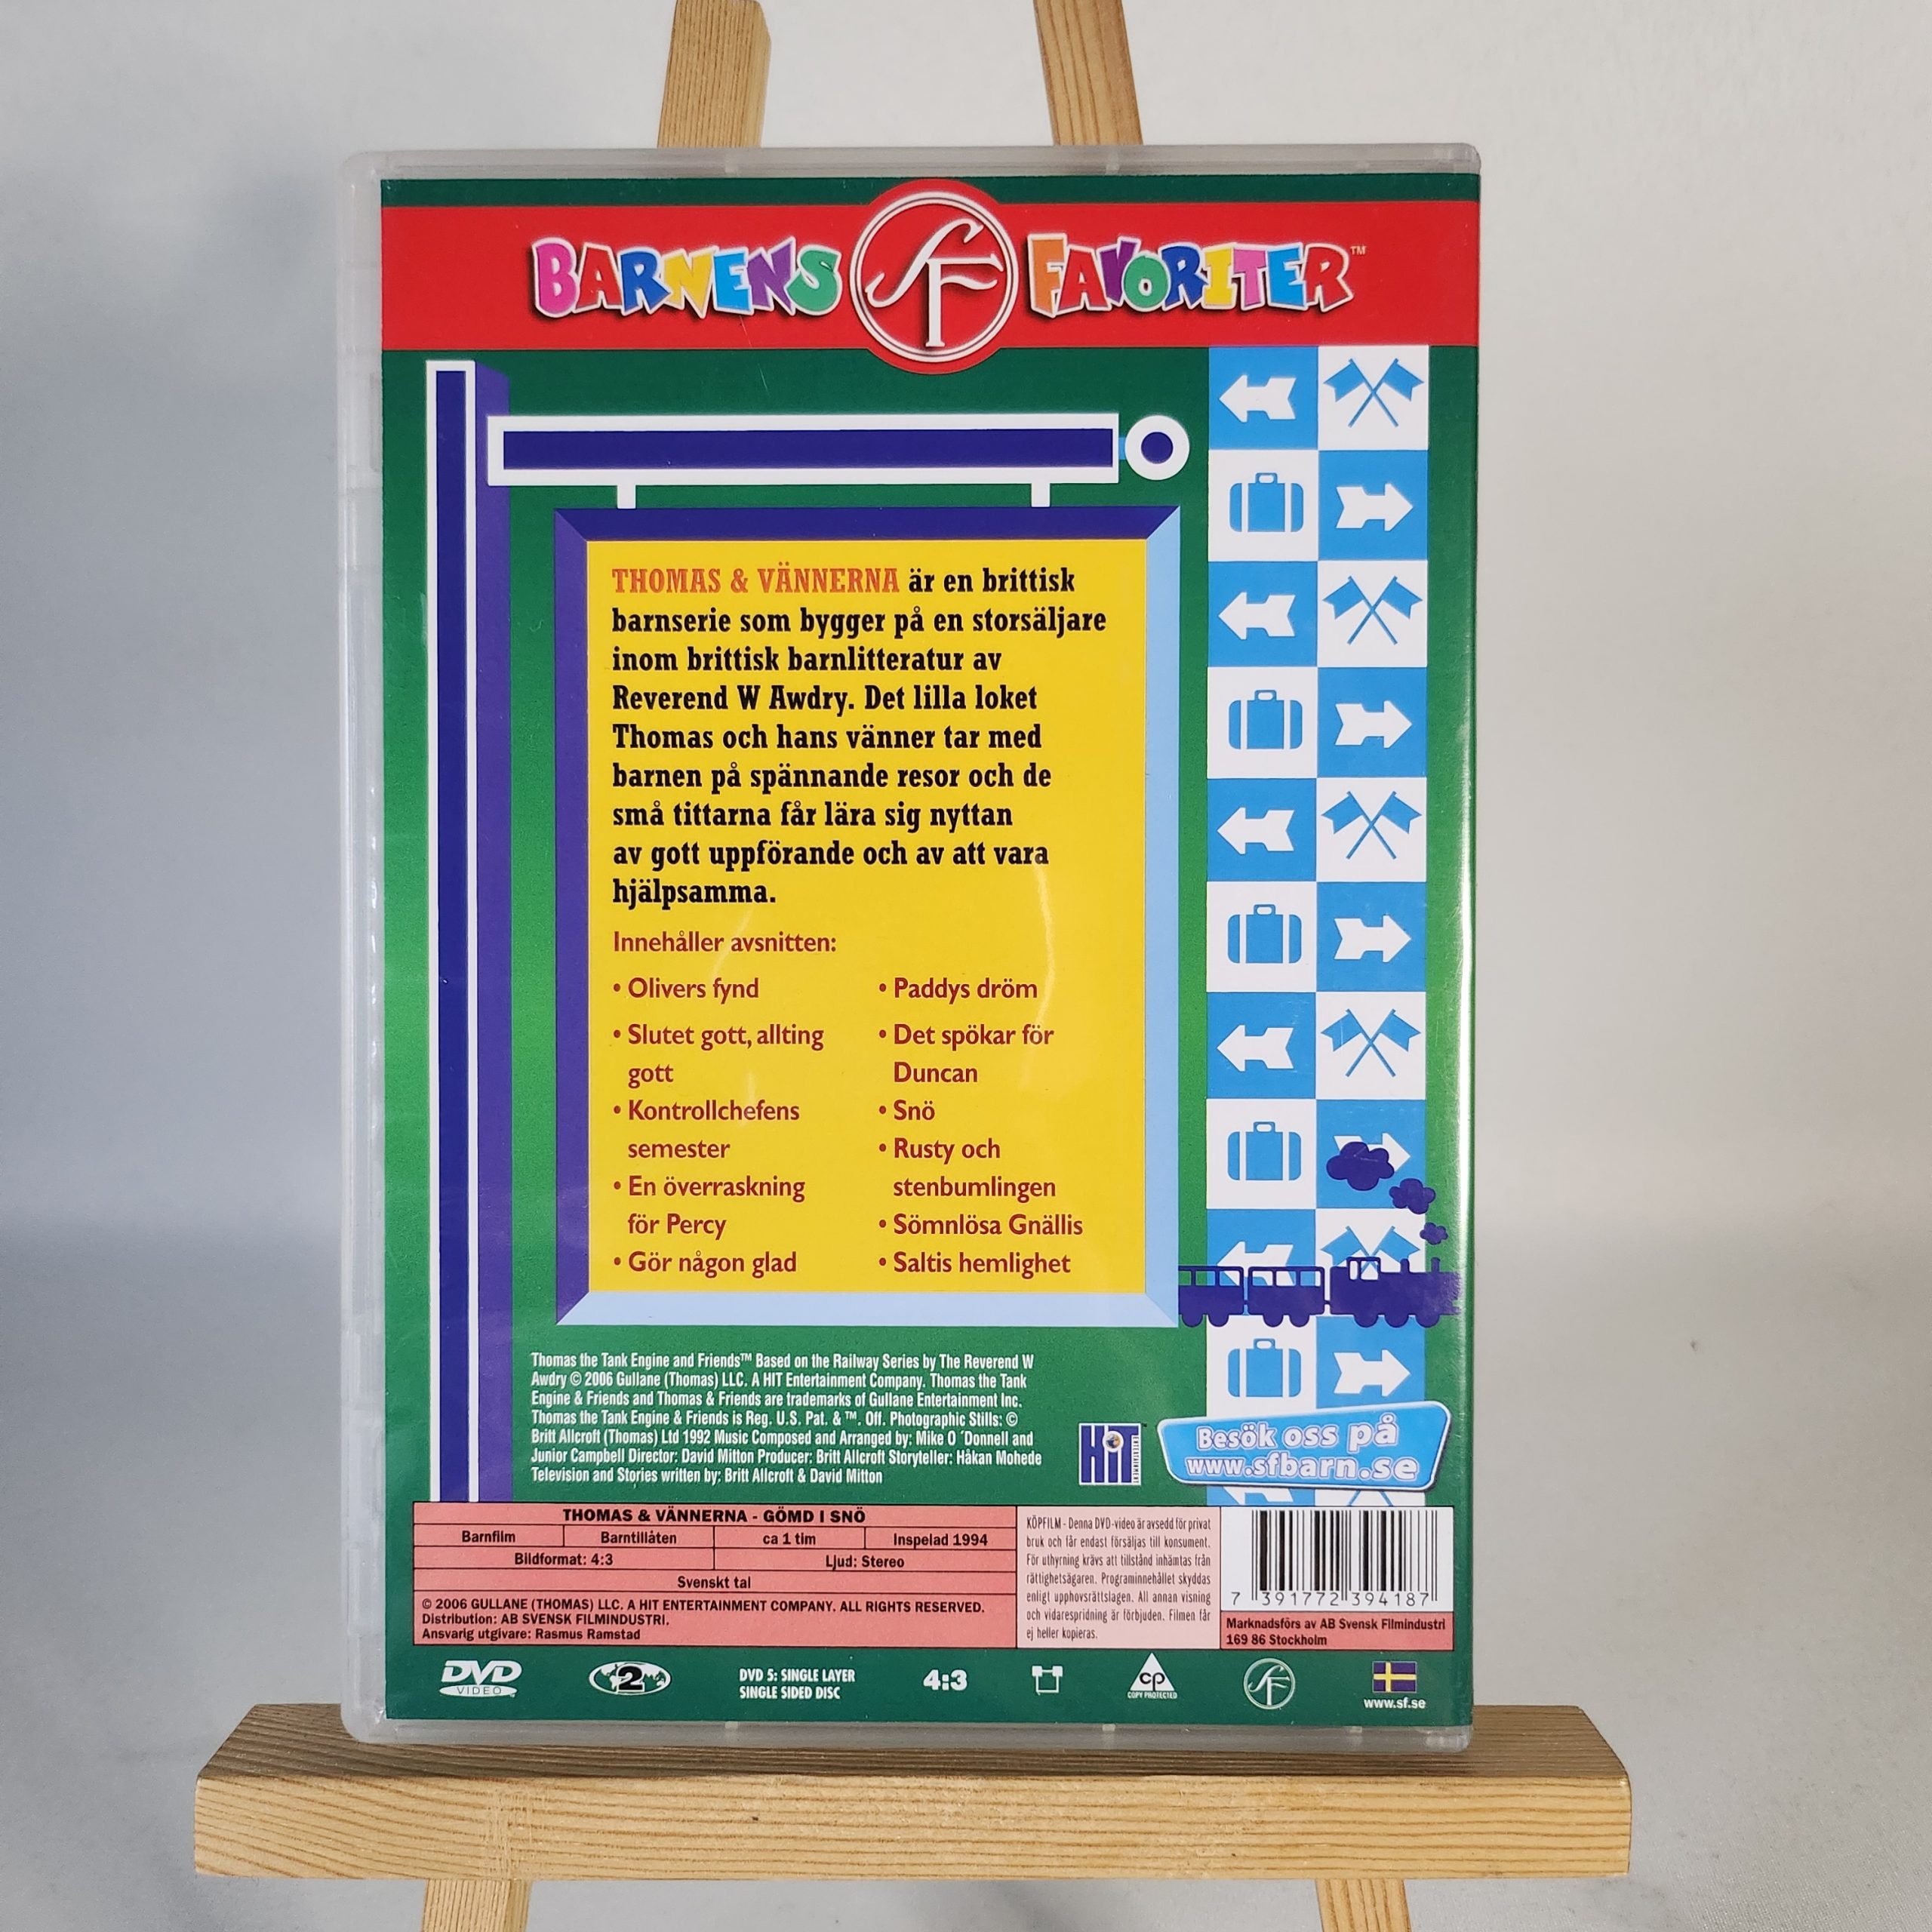 BARNENS SF FAVORITER™
THOMAS & VÄNNERNA är en brittisk
barnserie som bygger på en storsäljare
inom brittisk barnlitteratur av
Reverend W Awdry. Det lilla loket
Thomas och hans vänner tar med
barnen på spännande resor och de
små tittarna får lära sig nyttan
av gott uppförande och av att vara
hjälpsamma.
Innehåller avsnitten:
• Olivers fynd
• Slutet gott, allting
gott
• Kontrollchefens
semester
• En överraskning
för Percy
• Gör någon glad
• Paddys dröm
• Det spökar för
Duncan
• Snö
• Rusty och
stenbumlingen
• Sömnlösa Gnällis
• Saltis hemlighet
Thomas the Tank Engine and Friends™ Based on the Railway Series by The Reverend W
Awdry © 2006 Gullane (Thomas) LLC. A HIT Entertainment Company. Thomas the Tank
Engine & Friends and Thomas & Friends are trademarks of Gullane Entertainment Inc.
Thomas the Tank Engine & Friends is Reg. U.S. Pat. & ™. Off. Photographic Stills: ©
Britt Allcroft (Thomas) Ltd 1992 Music Composed and Arranged by: Mike O ´Donnell and
Junior Campbell Director: David Mitton Producer: Britt Allcroft Storyteller: Håkan Mohede
Television and Stories written by: Britt Allcroft & David Mitton
HiT ENTERTAINMENT
Besök oss på
www.sfbarn.se
THOMAS & VÄNNERNA - GÖMD I SNÖ
Barnfilm Barntillåten ca 1 tim Inspelad 1994
Bildformat: 4:3 Ljud: Stereo
Svenskt tal
© 2006 GULLANE (THOMAS) LLC. A HIT ENTERTAINMENT COMPANY. ALL RIGHTS RESERVED.
Distribution: AB SVENSK FILMINDUSTRI.
Ansvarig utgivare: Rasmus Ramstad
KÖPFILM - Denna DVD-video är avsedd för privat
bruk och får endast försäljas till konsument.
För uthyrning krävs att tillstånd inhämtas från
rättighetsägaren. Programinnehållet skyddas
enligt upphovsrättslagen. All annan visning
och vidarespridning är förbjuden. Filmen får
ej heller kopieras.
7 391772 394187
Marknadsförs av AB Svensk Filmindustri
169 86 Stockholm
DVD VIDEO
2
DVD 5: SINGLE LAYER
SINGLE SIDED DISC
4:3
CP
COPY PROTECTED
SF
www.sf.se